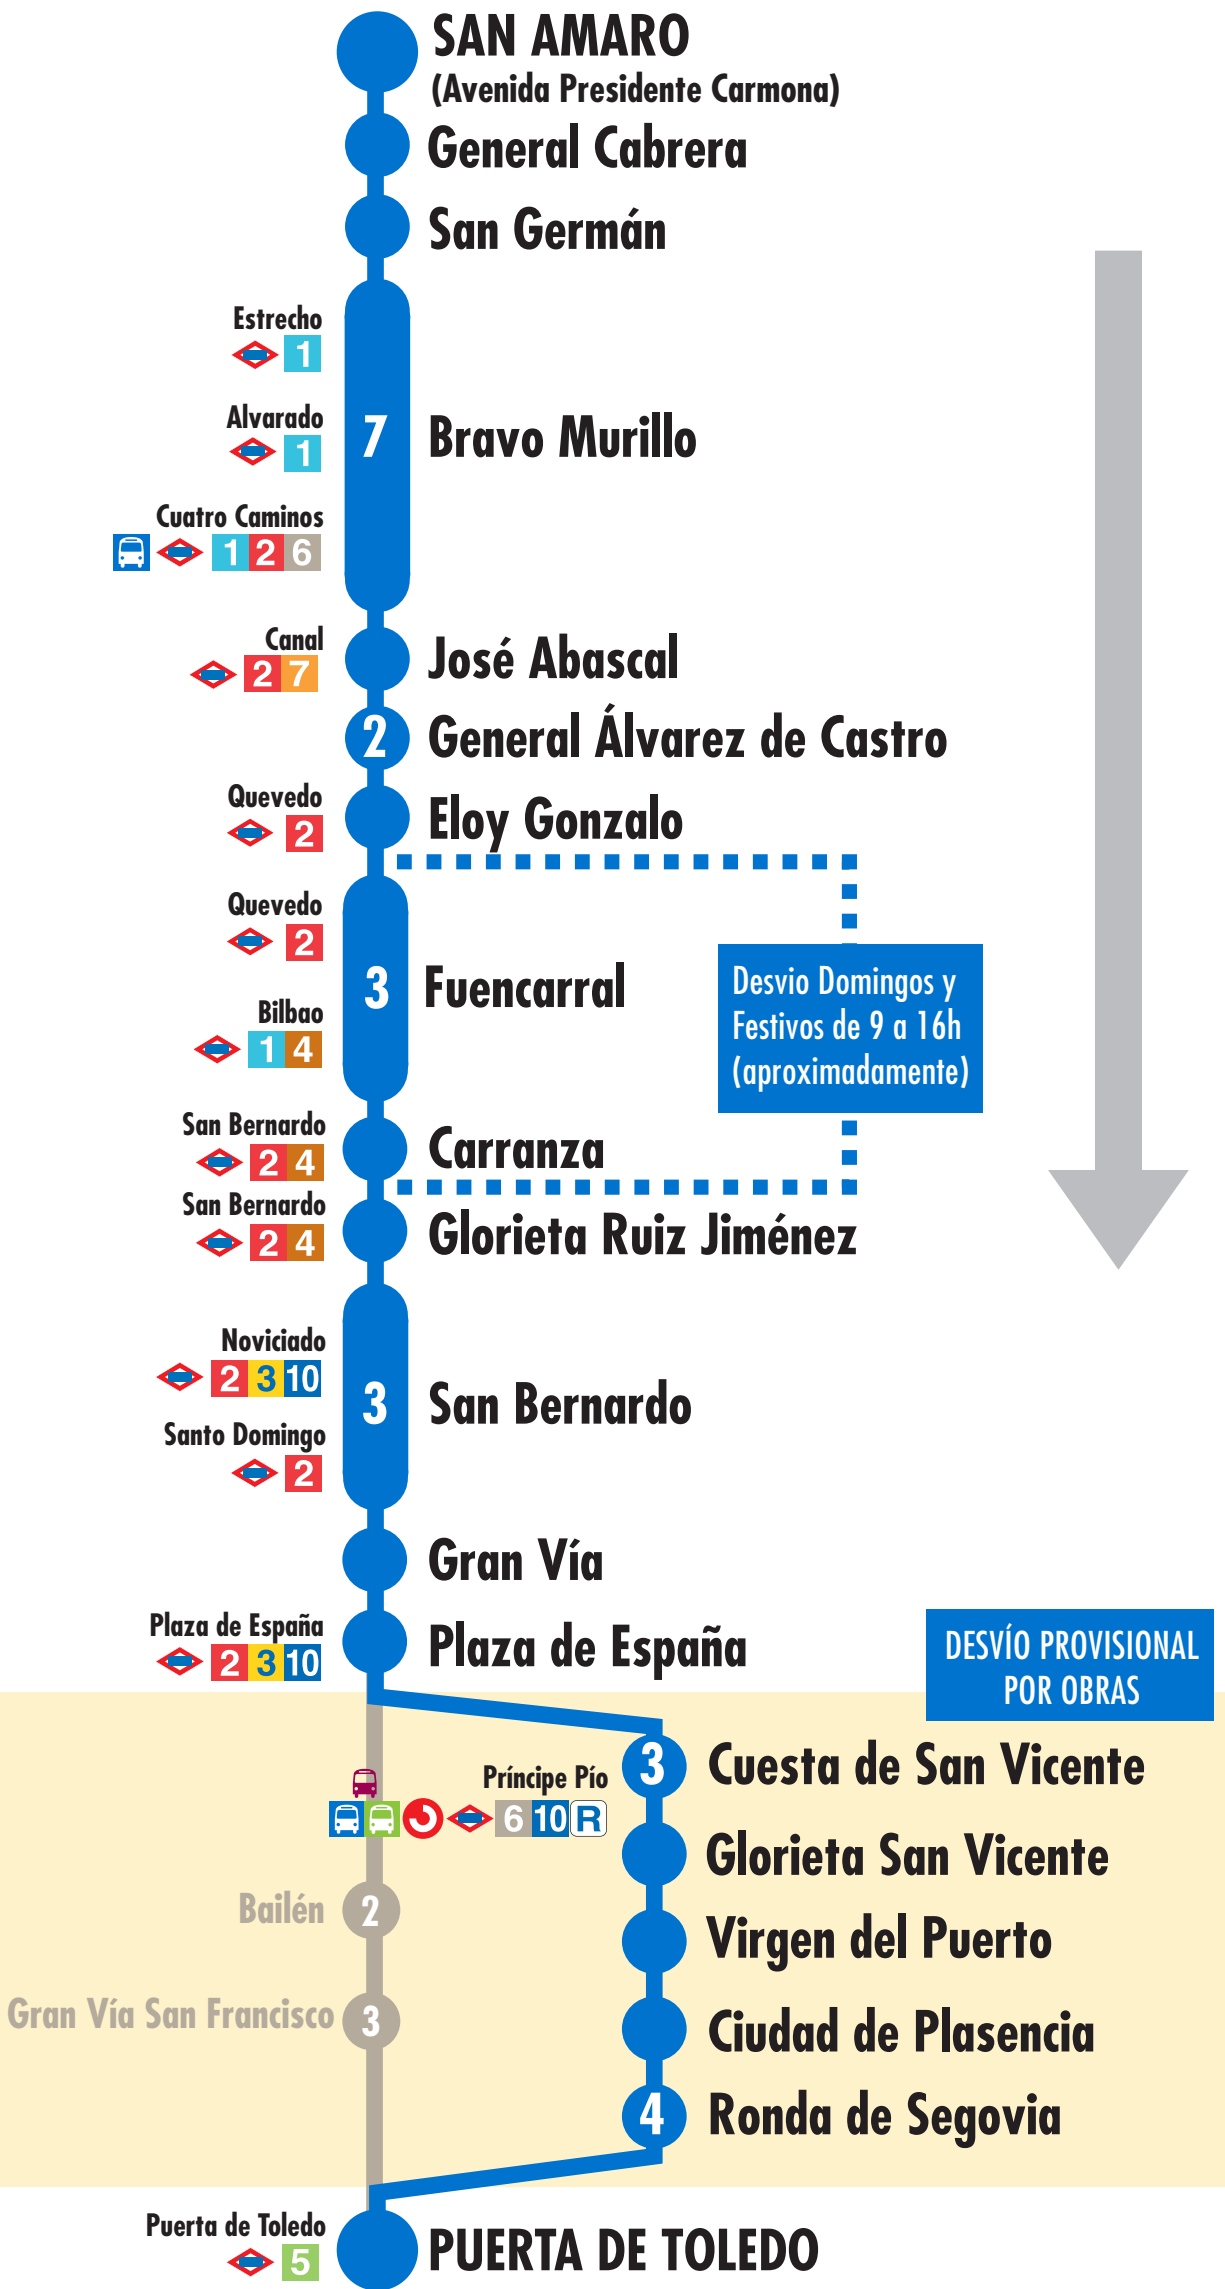 SAN AMARO
(Avenida Presidente Carmona)
General Cabrera
San Germán
Estrecho
1
Alvarado
1
7 Bravo Murillo
Cuatro Caminos
1 2 6
Canal
2 7
José Abascal
2 General Álvarez de Castro
Quevedo
2
Eloy Gonzalo
Quevedo
2
3 Fuencarral
Bilbao
1 4
Desvio Domingos y
Festivos de 9 a 16h
(aproximadamente)
San Bernardo
2 4
Carranza
San Bernardo
2 4
Glorieta Ruiz Jiménez
Noviciado
2 3 10
3 San Bernardo
Santo Domingo
2
Gran Vía
Plaza de España
2 3 10
Plaza de España
DESVÍO PROVISIONAL
POR OBRAS
3 Cuesta de San Vicente
Príncipe Pío
6 10 R
Glorieta San Vicente
Bailén 2
Virgen del Puerto
Gran Vía San Francisco 3
Ciudad de Plasencia
4 Ronda de Segovia
Puerta de Toledo
5
PUERTA DE TOLEDO